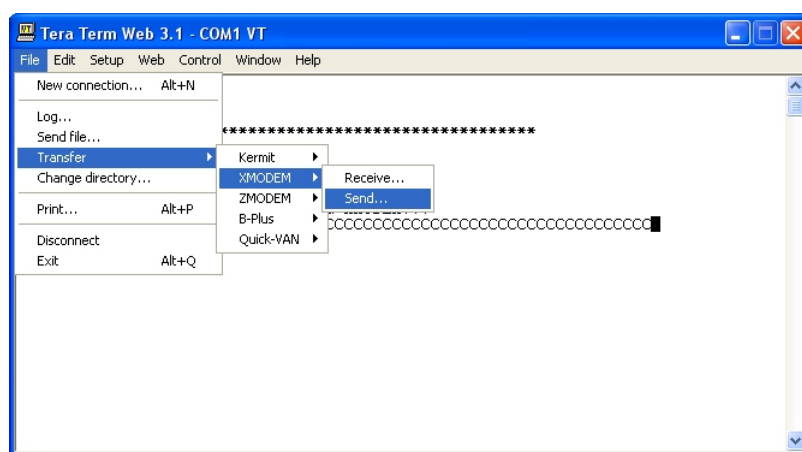 Tera Term Web 3.1 - COM1 VT
File Edit Setup Web Control Window Help
New connection... Alt+N
Log...
Send file...
Transfer
Change directory...
Print... Alt+P
Disconnect
Exit Alt+Q
Kermit
XMODEM
ZMODEM
B-Plus
Quick-VAN
Receive...
Send...
***********************************
CCCCCCCCCCCCCCCCCCCCCCCCCCCCCCCCCCCC